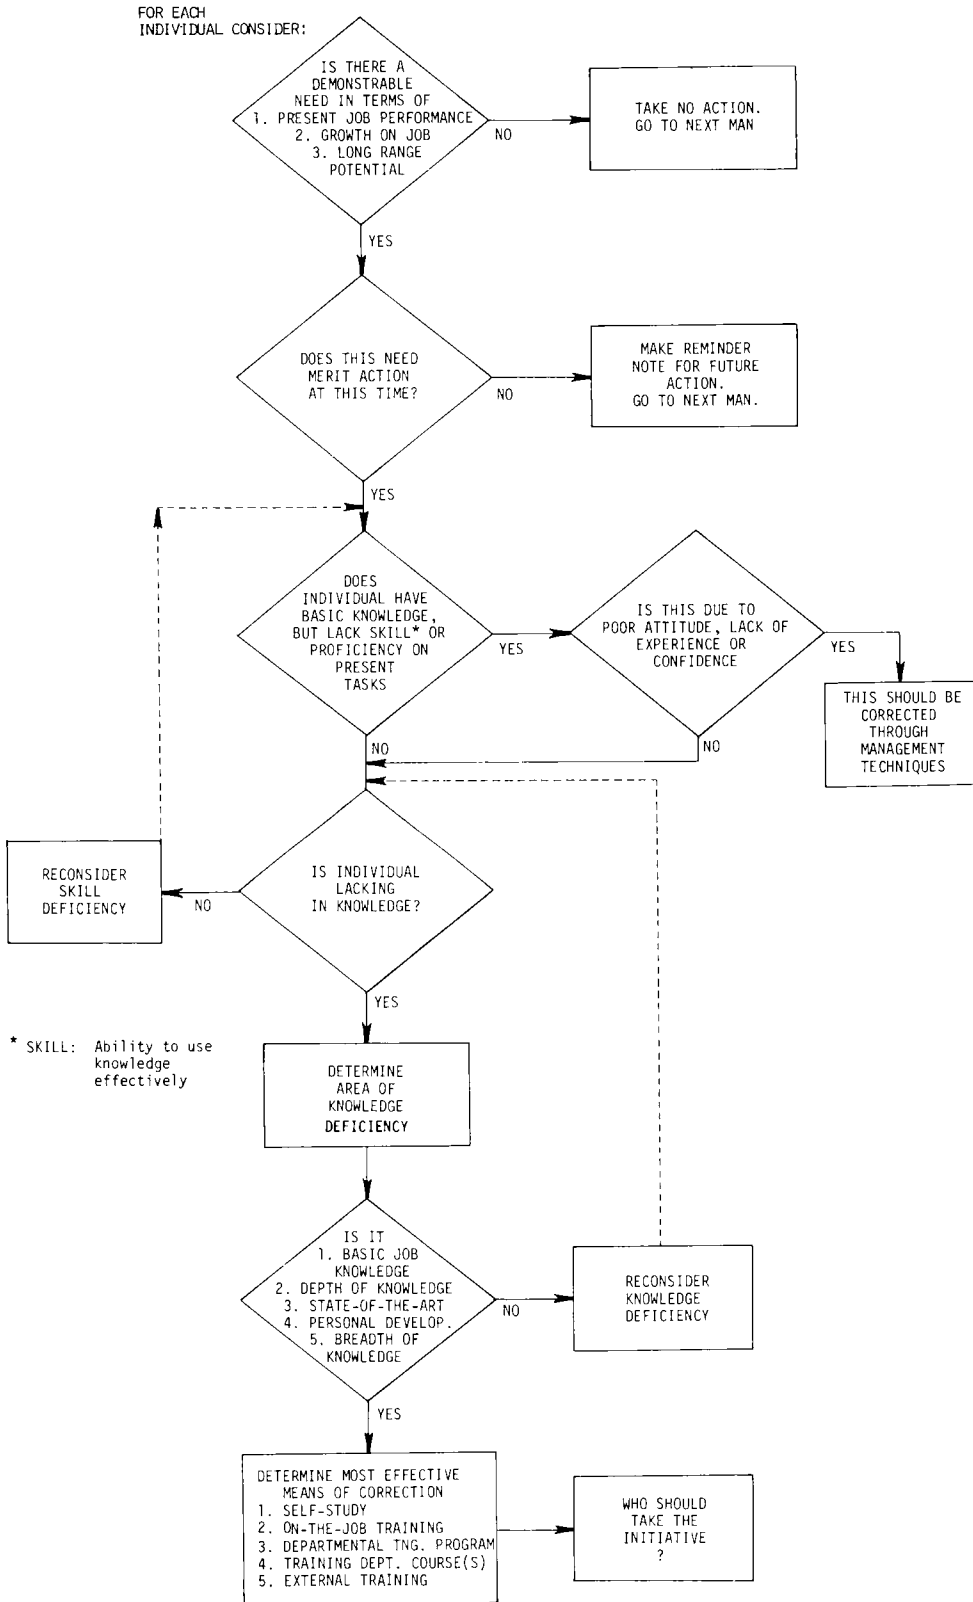 FOR EACH
INDIVIDUAL CONSIDER:
IS THERE A
DEMONSTRABLE
NEED IN TERMS OF
1. PRESENT JOB PERFORMANCE
2. GROWTH ON JOB
3. LONG RANGE
POTENTIAL
NO
TAKE NO ACTION.
GO TO NEXT MAN
YES
DOES THIS NEED
MERIT ACTION
AT THIS TIME?
NO
MAKE REMINDER
NOTE FOR FUTURE
ACTION.
GO TO NEXT MAN.
YES
DOES
INDIVIDUAL HAVE
BASIC KNOWLEDGE,
BUT LACK SKILL* OR
PROFICIENCY ON
PRESENT
TASKS
YES
IS THIS DUE TO
POOR ATTITUDE, LACK OF
EXPERIENCE OR
CONFIDENCE
YES
THIS SHOULD BE
CORRECTED
THROUGH
MANAGEMENT
TECHNIQUES
NO
NO
IS INDIVIDUAL
LACKING
IN KNOWLEDGE?
NO
RECONSIDER
SKILL
DEFICIENCY
YES
* SKILL: Ability to use
knowledge
effectively
DETERMINE
AREA OF
KNOWLEDGE
DEFICIENCY
IS IT
1. BASIC JOB
KNOWLEDGE
2. DEPTH OF KNOWLEDGE
3. STATE-OF-THE-ART
4. PERSONAL DEVELOP.
5. BREADTH OF
KNOWLEDGE
NO
RECONSIDER
KNOWLEDGE
DEFICIENCY
YES
DETERMINE MOST EFFECTIVE
MEANS OF CORRECTION
1. SELF-STUDY
2. ON-THE-JOB TRAINING
3. DEPARTMENTAL TNG. PROGRAM
4. TRAINING DEPT. COURSE(S)
5. EXTERNAL TRAINING
WHO SHOULD
TAKE THE
INITIATIVE
?